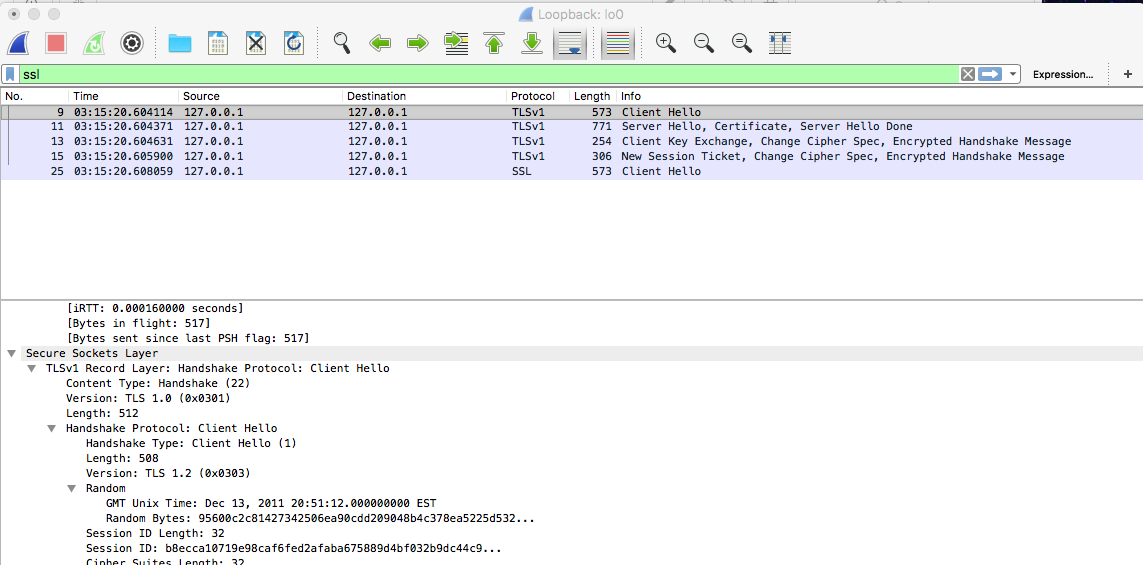 Loopback: lo0
ssl
Expression...
+
No. Time Source Destination Protocol Length Info
9 03:15:20.604114 127.0.0.1 127.0.0.1 TLSv1 573 Client Hello
11 03:15:20.604371 127.0.0.1 127.0.0.1 TLSv1 771 Server Hello, Certificate, Server Hello Done
13 03:15:20.604631 127.0.0.1 127.0.0.1 TLSv1 254 Client Key Exchange, Change Cipher Spec, Encrypted Handshake Message
15 03:15:20.605900 127.0.0.1 127.0.0.1 TLSv1 306 New Session Ticket, Change Cipher Spec, Encrypted Handshake Message
25 03:15:20.608059 127.0.0.1 127.0.0.1 SSL 573 Client Hello
[iRTT: 0.000160000 seconds]
[Bytes in flight: 517]
[Bytes sent since last PSH flag: 517]
Secure Sockets Layer
TLSv1 Record Layer: Handshake Protocol: Client Hello
Content Type: Handshake (22)
Version: TLS 1.0 (0x0301)
Length: 512
Handshake Protocol: Client Hello
Handshake Type: Client Hello (1)
Length: 508
Version: TLS 1.2 (0x0303)
Random
GMT Unix Time: Dec 13, 2011 20:51:12.000000000 EST
Random Bytes: 95600c2c81427342506ea90cdd209048b4c378ea5225d532...
Session ID Length: 32
Session ID: b8ecca10719e98caf6fed2afaba675889d4bf032b9dc44c9...
Cipher Suites Length: 32